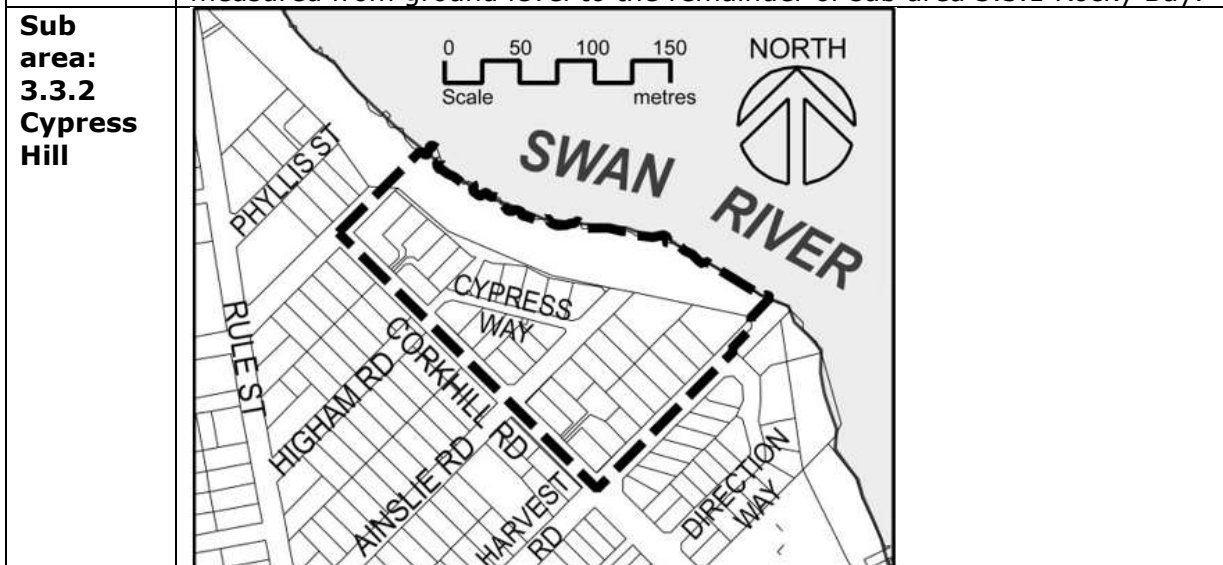 measured from ground level to the remainder of sub area 3.3.1 Rocky Bay.
Sub
area:
3.3.2
Cypress
Hill
0 50 100 150
Scale metres
NORTH
SWAN RIVER
PHYLLIS ST
CYPRESS
WAY
RULE ST
CORKHILL RD
HIGHAM RD
AINSLIE RD
HARVEST
RD
DIRECTION
WAY